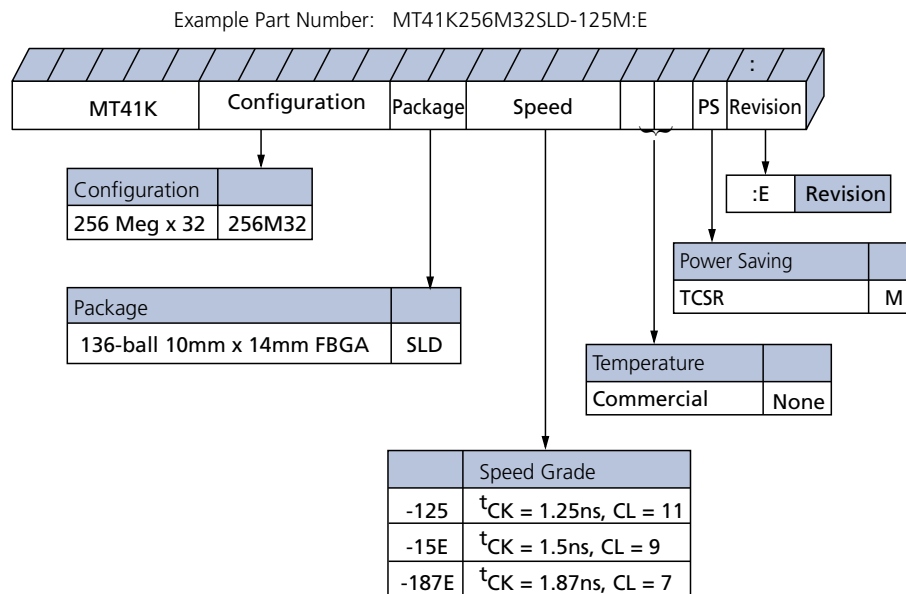 Example Part Number: MT41K256M32SLD-125M:E
:
MT41K Configuration Package Speed PS Revision
Configuration
256 Meg x 32 256M32
:E Revision
Power Saving
TCSR M
Package
136-ball 10mm x 14mm FBGA SLD
Temperature
Commercial None
Speed Grade
-125 tCK = 1.25ns, CL = 11
-15E tCK = 1.5ns, CL = 9
-187E tCK = 1.87ns, CL = 7